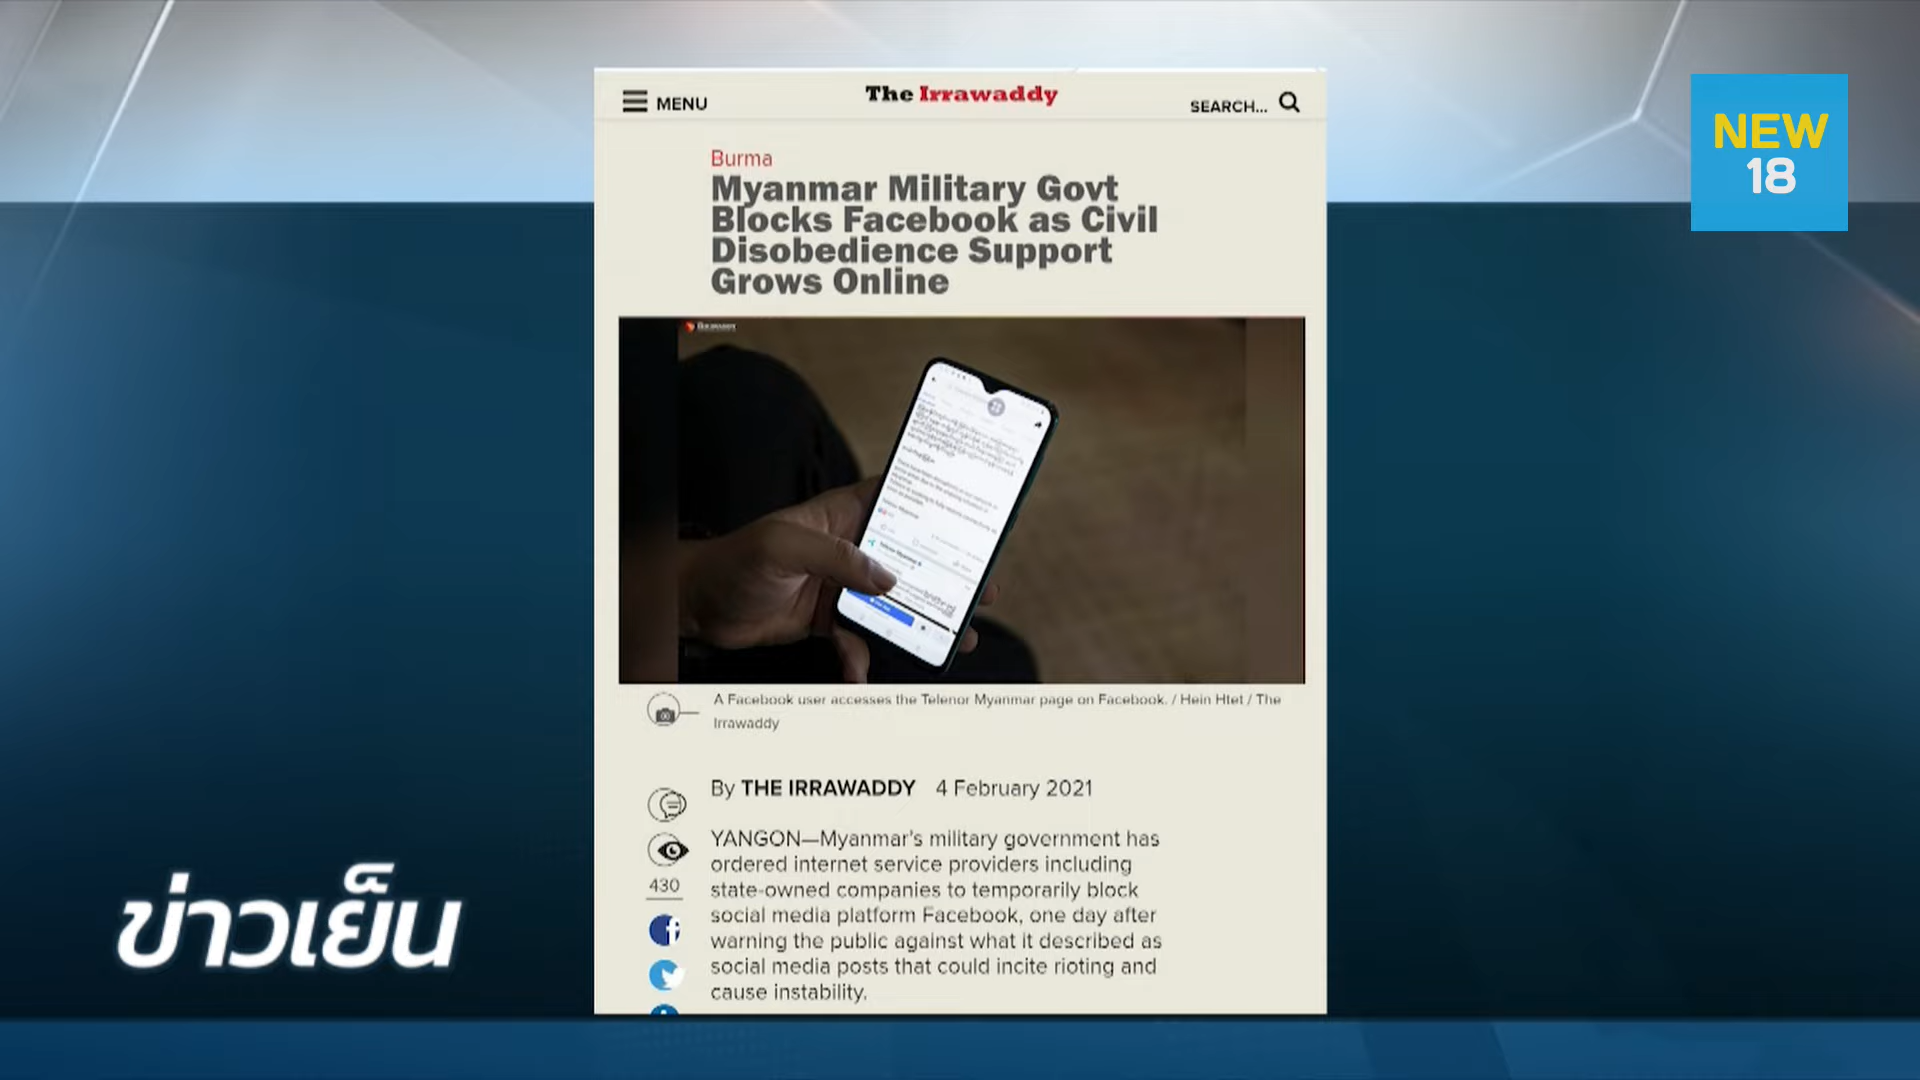 MENU
The Irrawaddy
SEARCH...
NEW
18
Burma
Myanmar Military Govt
Blocks Facebook as Civil
Disobedience Support
Grows Online
A Facebook user accesses the Telenor Myanmar page on Facebook. / Hein Htet / The
Irrawaddy
By THE IRRAWADDY 4 February 2021
430
YANGON—Myanmar's military government has
ordered internet service providers including
state-owned companies to temporarily block
social media platform Facebook, one day after
warning the public against what it described as
social media posts that could incite rioting and
cause instability.
ข่าวเย็น